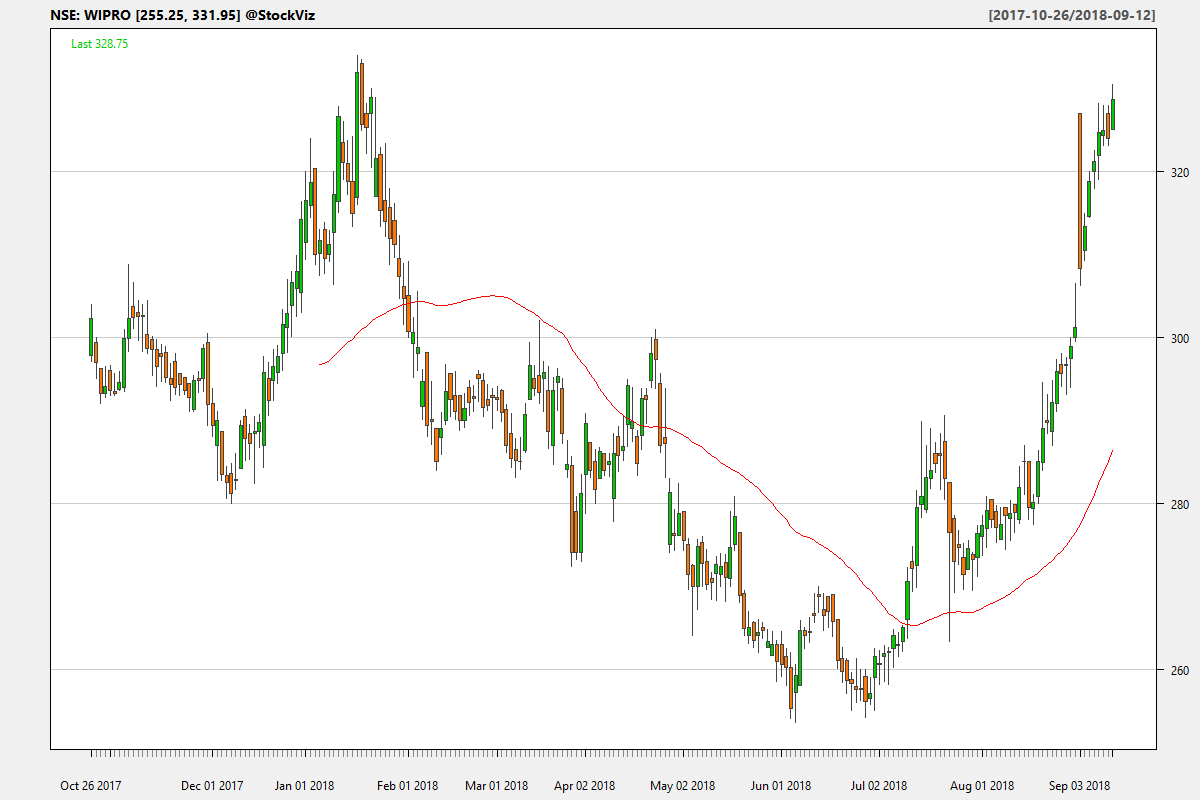 NSE: WIPRO [255.25, 331.95] @StockViz [2017-10-26/2018-09-12]
Last 328.75
320
300
280
260
Oct 26 2017 Dec 01 2017 Jan 01 2018 Feb 01 2018 Mar 01 2018 Apr 02 2018 May 02 2018 Jun 01 2018 Jul 02 2018 Aug 01 2018 Sep 03 2018